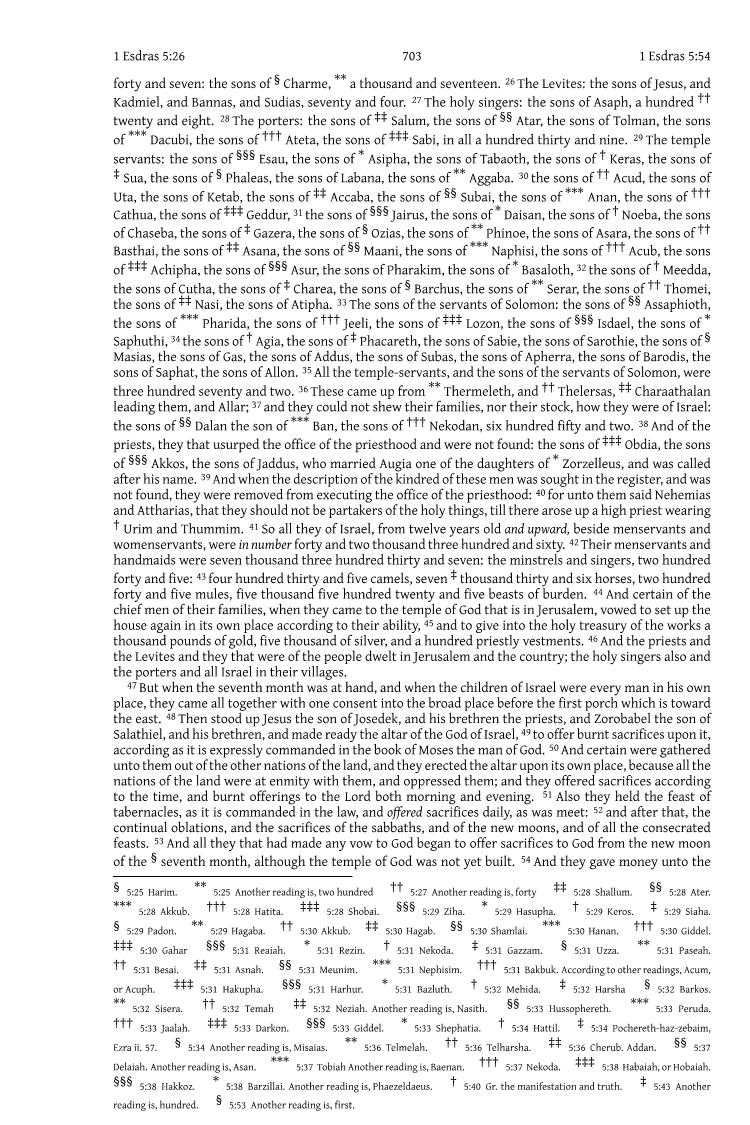 1 Esdras 5:26 703 1 Esdras 5:54
forty and seven: the sons of § Charme, ** a thousand and seventeen. 26 The Levites: the sons of Jesus, and
Kadmiel, and Bannas, and Sudias, seventy and four. 27 The holy singers: the sons of Asaph, a hundred ††
twenty and eight. 28 The porters: the sons of ‡‡ Salum, the sons of §§ Atar, the sons of Tolman, the sons
of *** Dacubi, the sons of ††† Ateta, the sons of ‡‡‡ Sabi, in all a hundred thirty and nine. 29 The temple
servants: the sons of §§§ Esau, the sons of * Asipha, the sons of Tabaoth, the sons of † Keras, the sons of
‡ Sua, the sons of § Phaleas, the sons of Labana, the sons of ** Aggaba. 30 the sons of †† Acud, the sons of
Uta, the sons of Ketab, the sons of ‡‡ Accaba, the sons of §§ Subai, the sons of *** Anan, the sons of †††
Cathua, the sons of ‡‡‡ Geddur, 31 the sons of §§§ Jairus, the sons of * Daisan, the sons of † Noeba, the sons
of Chaseba, the sons of ‡ Gazera, the sons of § Ozias, the sons of ** Phinoe, the sons of Asara, the sons of ††
Basthai, the sons of ‡‡ Asana, the sons of §§ Maani, the sons of *** Naphisi, the sons of ††† Acub, the sons
of ‡‡‡ Achipha, the sons of §§§ Asur, the sons of Pharakim, the sons of * Basaloth, 32 the sons of † Meedda,
the sons of Cutha, the sons of ‡ Charea, the sons of § Barchus, the sons of ** Serar, the sons of †† Thomei,
the sons of ‡‡ Nasi, the sons of Atipha. 33 The sons of the servants of Solomon: the sons of §§ Assaphioth,
the sons of *** Pharida, the sons of ††† Jeeli, the sons of ‡‡‡ Lozon, the sons of §§§ Isdael, the sons of *
Saphuthi, 34 the sons of † Agia, the sons of ‡ Phacareth, the sons of Sabie, the sons of Sarothie, the sons of §
Masias, the sons of Gas, the sons of Addus, the sons of Subas, the sons of Apherra, the sons of Barodis, the
sons of Saphat, the sons of Allon. 35 All the temple-servants, and the sons of the servants of Solomon, were
three hundred seventy and two. 36 These came up from ** Thermeleth, and †† Thelersas, ‡‡ Charaathalan
leading them, and Allar; 37 and they could not shew their families, nor their stock, how they were of Israel:
the sons of §§ Dalan the son of *** Ban, the sons of ††† Nekodan, six hundred fifty and two. 38 And of the
priests, they that usurped the office of the priesthood and were not found: the sons of ‡‡‡ Obdia, the sons
of §§§ Akkos, the sons of Jaddus, who married Augia one of the daughters of * Zorzelleus, and was called
after his name. 39 And when the description of the kindred of these men was sought in the register, and was
not found, they were removed from executing the office of the priesthood: 40 for unto them said Nehemias
and Attharias, that they should not be partakers of the holy things, till there arose up a high priest wearing
† Urim and Thummim. 41 So all they of Israel, from twelve years old and upward, beside menservants and
womenservants, were in number forty and two thousand three hundred and sixty. 42 Their menservants and
handmaids were seven thousand three hundred thirty and seven: the minstrels and singers, two hundred
forty and five: 43 four hundred thirty and five camels, seven ‡ thousand thirty and six horses, two hundred
forty and five mules, five thousand five hundred twenty and five beasts of burden. 44 And certain of the
chief men of their families, when they came to the temple of God that is in Jerusalem, vowed to set up the
house again in its own place according to their ability, 45 and to give into the holy treasury of the works a
thousand pounds of gold, five thousand of silver, and a hundred priestly vestments. 46 And the priests and
the Levites and they that were of the people dwelt in Jerusalem and the country; the holy singers also and
the porters and all Israel in their villages.
47 But when the seventh month was at hand, and when the children of Israel were every man in his own
place, they came all together with one consent into the broad place before the first porch which is toward
the east. 48 Then stood up Jesus the son of Josedek, and his brethren the priests, and Zorobabel the son of
Salathiel, and his brethren, and made ready the altar of the God of Israel, 49 to offer burnt sacrifices upon it,
according as it is expressly commanded in the book of Moses the man of God. 50 And certain were gathered
unto them out of the other nations of the land, and they erected the altar upon its own place, because all the
nations of the land were at enmity with them, and oppressed them; and they offered sacrifices according
to the time, and burnt offerings to the Lord both morning and evening. 51 Also they held the feast of
tabernacles, as it is commanded in the law, and offered sacrifices daily, as was meet: 52 and after that, the
continual oblations, and the sacrifices of the sabbaths, and of the new moons, and of all the consecrated
feasts. 53 And all they that had made any vow to God began to offer sacrifices to God from the new moon
of the § seventh month, although the temple of God was not yet built. 54 And they gave money unto the
§ 5:25 Harim. ** 5:25 Another reading is, two hundred †† 5:27 Another reading is, forty ‡‡ 5:28 Shallum. §§ 5:28 Ater.
*** 5:28 Akkub. ††† 5:28 Hatita. ‡‡‡ 5:28 Shobai. §§§ 5:29 Ziha. * 5:29 Hasupha. † 5:29 Keros. ‡ 5:29 Siaha.
§ 5:29 Padon. ** 5:29 Hagaba. †† 5:30 Akkub. ‡‡ 5:30 Hagab. §§ 5:30 Shamlai. *** 5:30 Hanan. ††† 5:30 Giddel.
‡‡‡ 5:30 Gahar §§§ 5:31 Reaiah. * 5:31 Rezin. † 5:31 Nekoda. ‡ 5:31 Gazzam. § 5:31 Uzza. ** 5:31 Paseah.
†† 5:31 Besai. ‡‡ 5:31 Asnah. §§ 5:31 Meunim. *** 5:31 Nephisim. ††† 5:31 Bakbuk. According to other readings, Acum,
or Acuph. ‡‡‡ 5:31 Hakupha. §§§ 5:31 Harhur. * 5:31 Bazluth. † 5:32 Mehida. ‡ 5:32 Harsha § 5:32 Barkos.
** 5:32 Sisera. †† 5:32 Temah ‡‡ 5:32 Neziah. Another reading is, Nasith. §§ 5:33 Hussophereth. *** 5:33 Peruda.
††† 5:33 Jaalah. ‡‡‡ 5:33 Darkon. §§§ 5:33 Giddel. * 5:33 Shephatia. † 5:34 Hattil. ‡ 5:34 Pochereth-haz-zebaim,
Ezra ii. 57. § 5:34 Another reading is, Misaias. ** 5:36 Telmelah. †† 5:36 Telharsha. ‡‡ 5:36 Cherub. Addan. §§ 5:37
Delaiah. Another reading is, Asan. *** 5:37 Tobiah Another reading is, Baenan. ††† 5:37 Nekoda. ‡‡‡ 5:38 Habaiah, or Hobaiah.
§§§ 5:38 Hakkoz. * 5:38 Barzillai. Another reading is, Phaezeldaeus. † 5:40 Gr. the manifestation and truth. ‡ 5:43 Another
reading is, hundred. § 5:53 Another reading is, first.